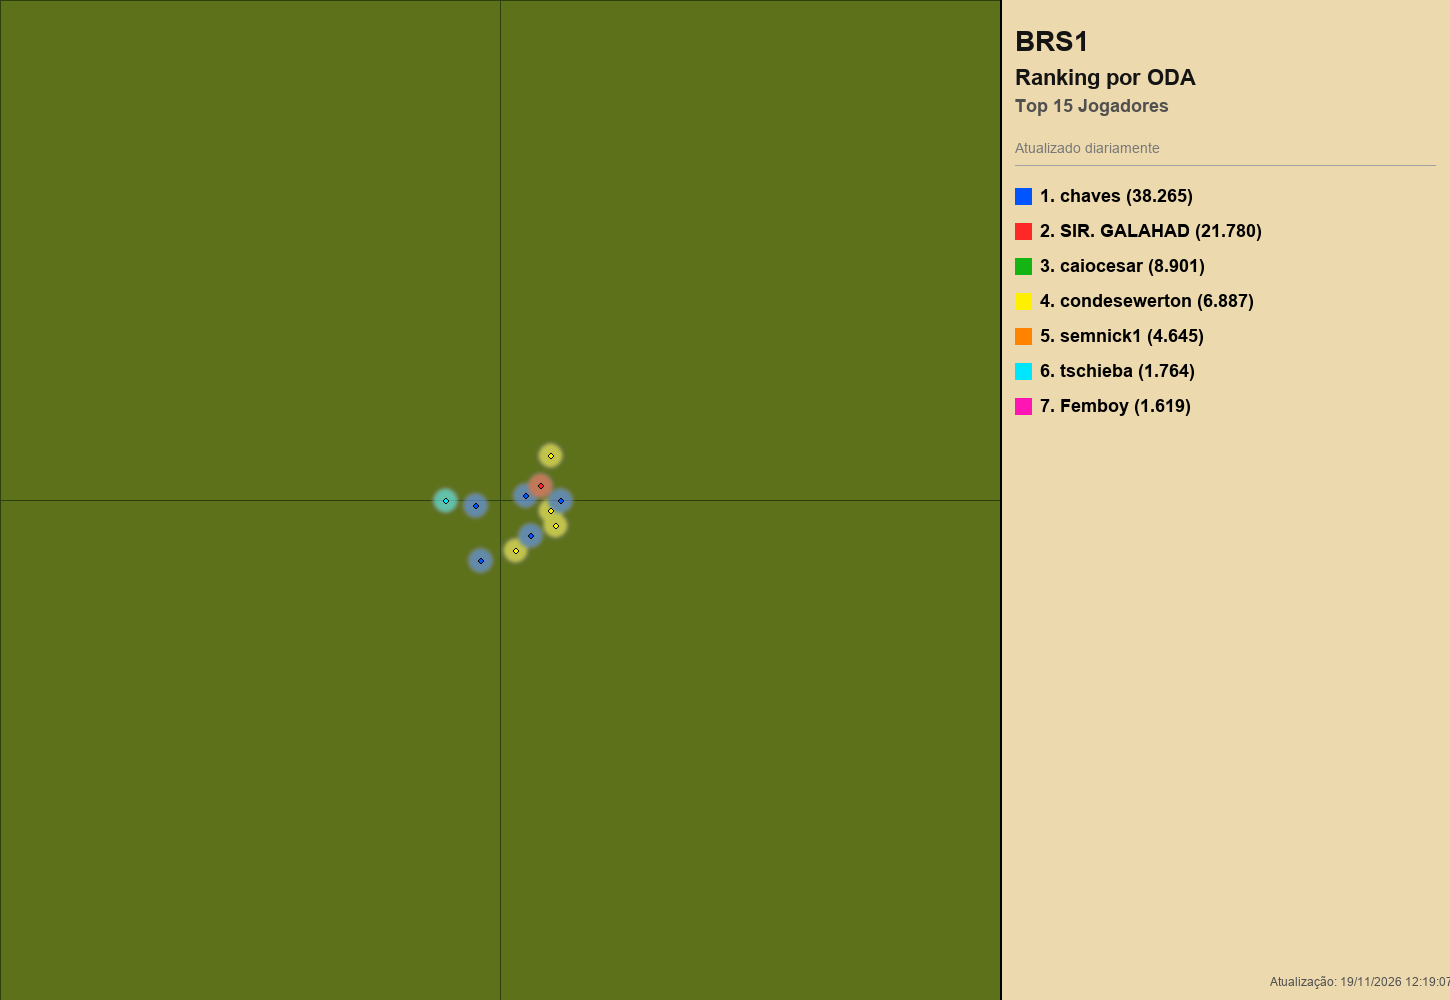 BRS1
Ranking por ODA
Top 15 Jogadores
Atualizado diariamente
1. chaves (38.265)
2. SIR. GALAHAD (21.780)
3. caiocesar (8.901)
4. condesewerton (6.887)
5. semnick1 (4.645)
6. tschieba (1.764)
7. Femboy (1.619)
Atualização: 19/11/2026 12:19:07